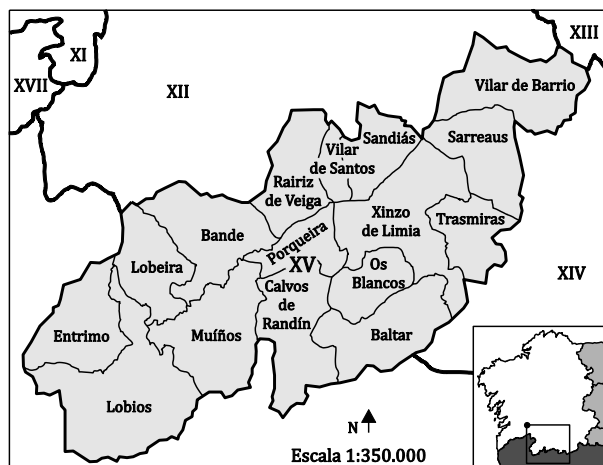 XI
XIII
XVII
XII
Vilar de Barrio
Sandiás
Sarreaus
Vilar
de Santos
Rairiz
de Veiga
Xinzo
de Limia
Trasmiras
Bande
Porqueira
XV
Lobeira
Os
Blancos
XIV
Calvos
de
Randín
Entrimo
Muíños
Baltar
Lobios
N
Escala 1:350.000